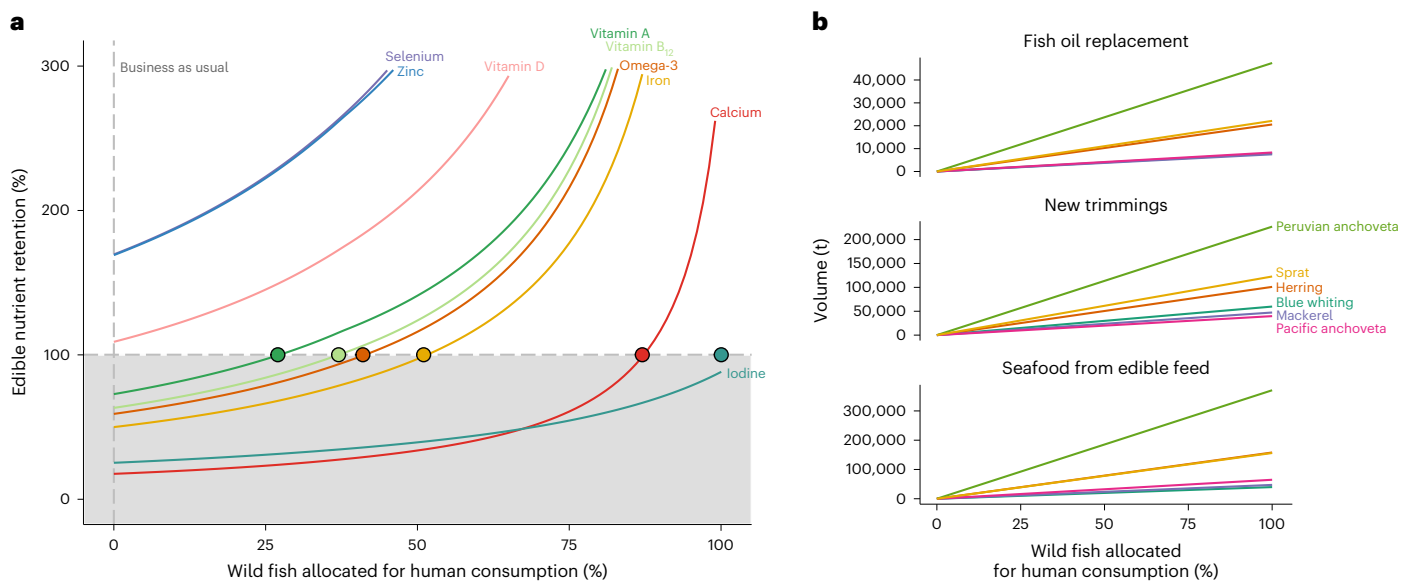 a
Edible nutrient retention (%)
300
200
100
0
Business as usual
Selenium
Zinc
Vitamin D
Vitamin A
Vitamin B12
Omega-3
Iron
Calcium
Iodine
0
25
50
75
100
Wild fish allocated for human consumption (%)
b
Volume (t)
Fish oil replacement
40,000
30,000
20,000
10,000
0
New trimmings
200,000
150,000
100,000
50,000
0
Peruvian anchoveta
Sprat
Herring
Blue whiting
Mackerel
Pacific anchoveta
Seafood from edible feed
300,000
200,000
100,000
0
0
25
50
75
100
Wild fish allocated
for human consumption (%)